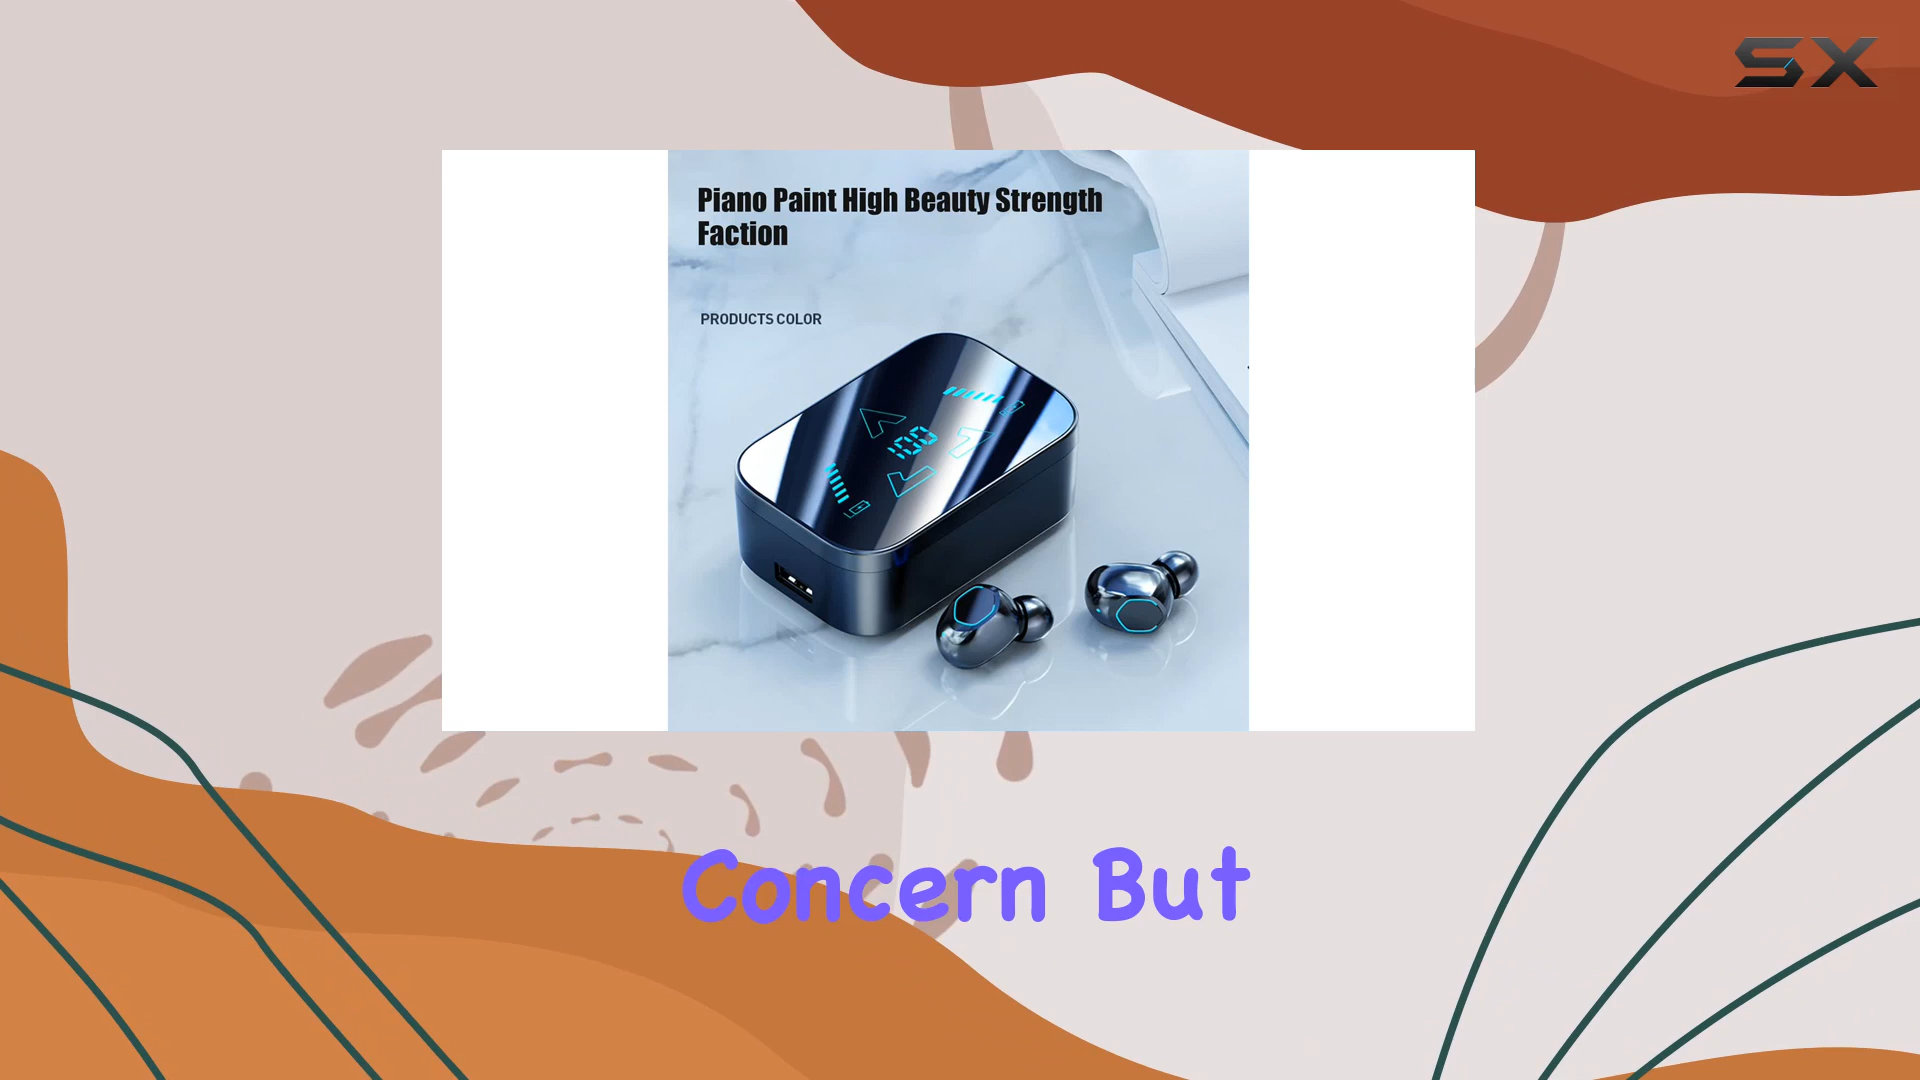 SX
Piano Paint High Beauty Strength
Faction
PRODUCTS COLOR
100
Concern But